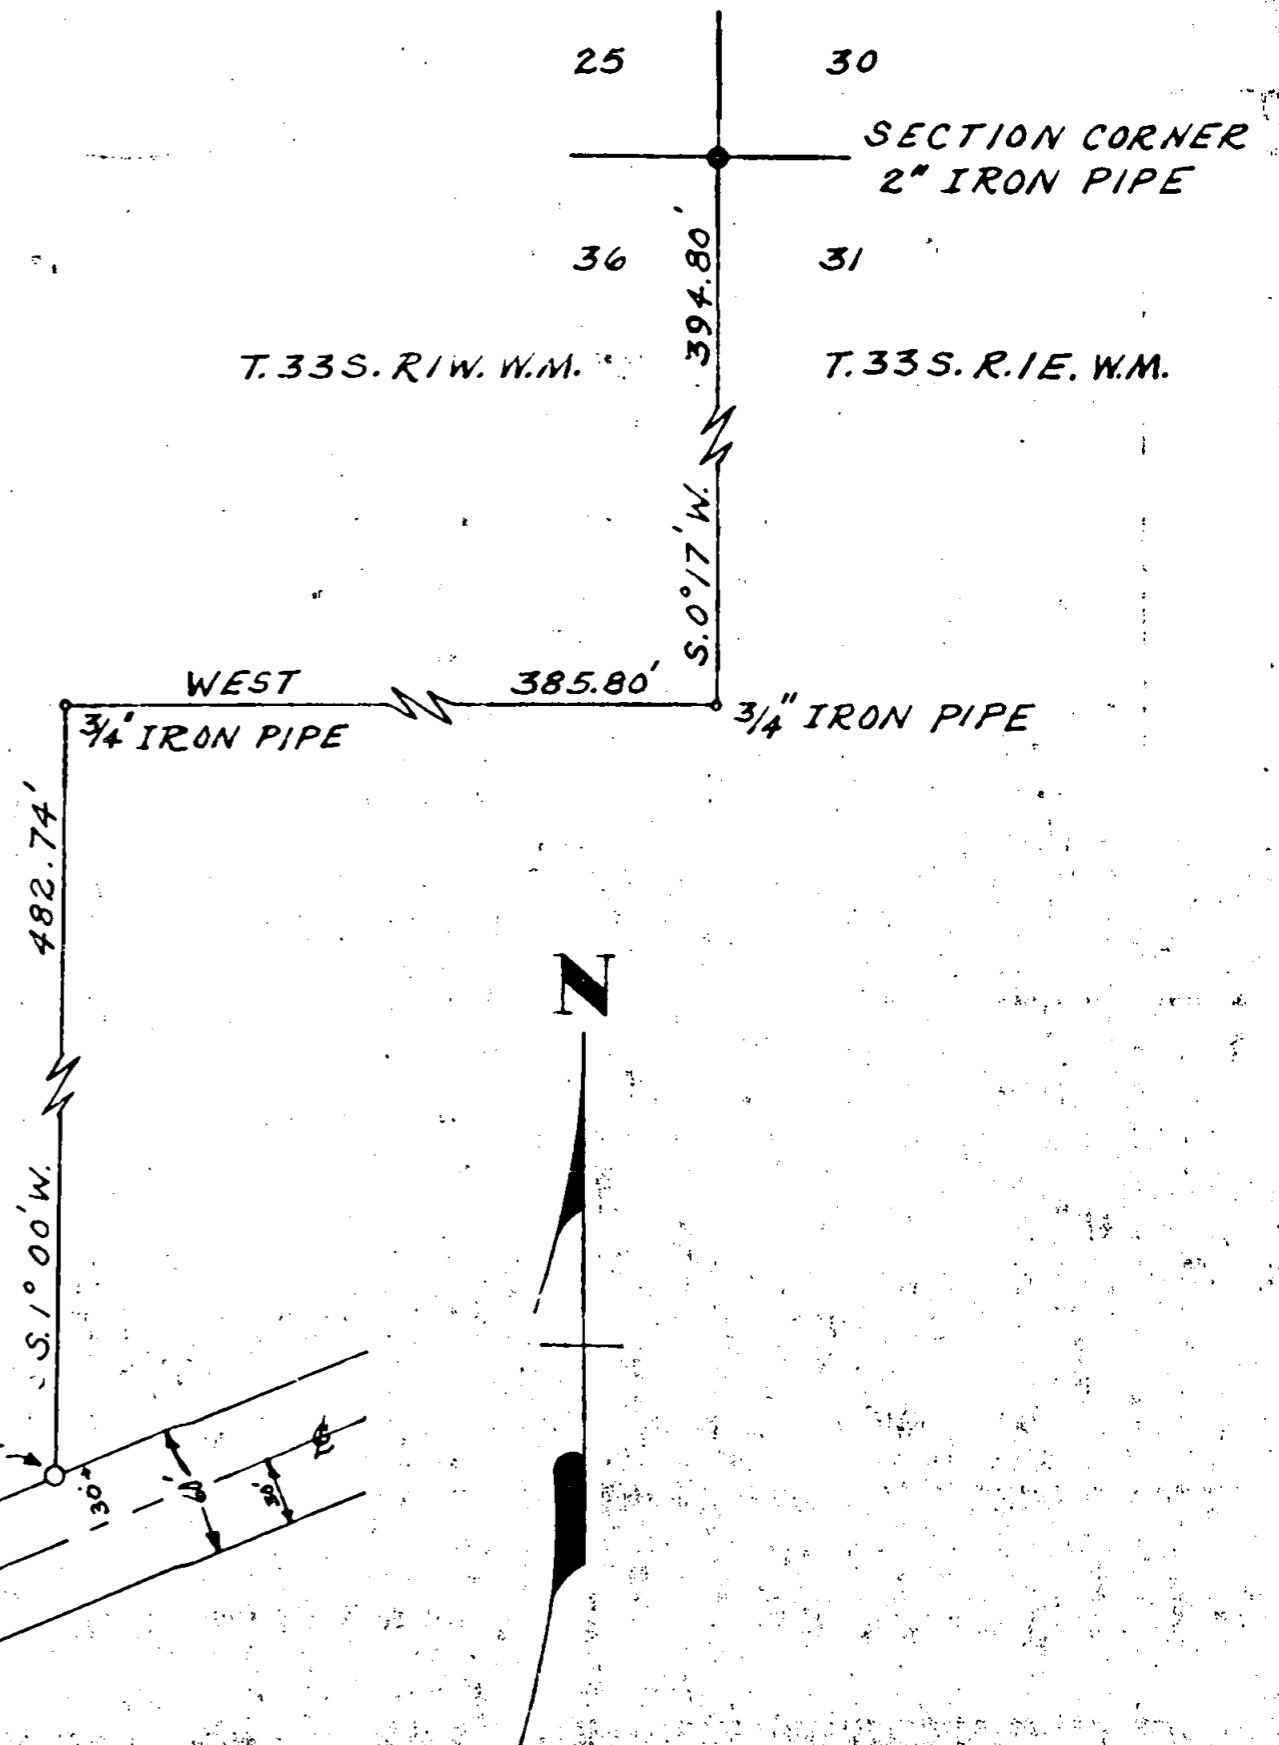 25
30
SECTION CORNER
2" IRON PIPE
36
31
394.80'
T.33S. R1W. W.M.
T.33S. R.1E. W.M.
S.0°17'W.
WEST
385.80'
3/4" IRON PIPE
3/4" IRON PIPE
482.74'
N
S.1°00'W.
℄
30'
30'